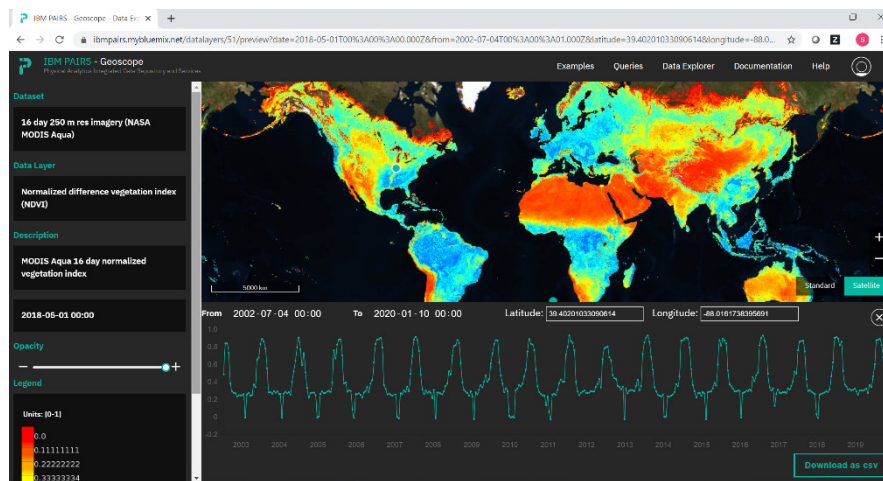 IBM PAIRS - Geoscope - Data Exp
ibmpairs.mybluemix.net/datalayers/51/preview?date=2018-05-01T00%3A00%3A00.000Z&from=2002-07-04T00%3A00%3A01.000Z&latitude=39.40201033090614&longitude=-88.0...
S
IBM PAIRS - Geoscope
Physical Analytics Integrated Data Repository and Services
Examples Queries Data Explorer Documentation Help
Dataset
16 day 250 m res imagery (NASA
MODIS Aqua)
Data Layer
Normalized difference vegetation index
(NDVI)
Description
MODIS Aqua 16 day normalized
vegetation index
2018-05-01 00:00
Opacity
− +
Legend
Units: [0-1]
0.0
0.11111111
0.22222222
0.33333334
+
−
5000 km
Standard Satellite
From 2002-07-04 00:00 To 2020-01-10 00:00 Latitude: 39.40201033090614 Longitude: -88.0161738395691
1.0
0.8
0.6
0.4
0.2
0
-0.2
2003 2004 2005 2006 2007 2008 2009 2010 2011 2012 2013 2014 2015 2016 2017 2018 2019
Download as csv